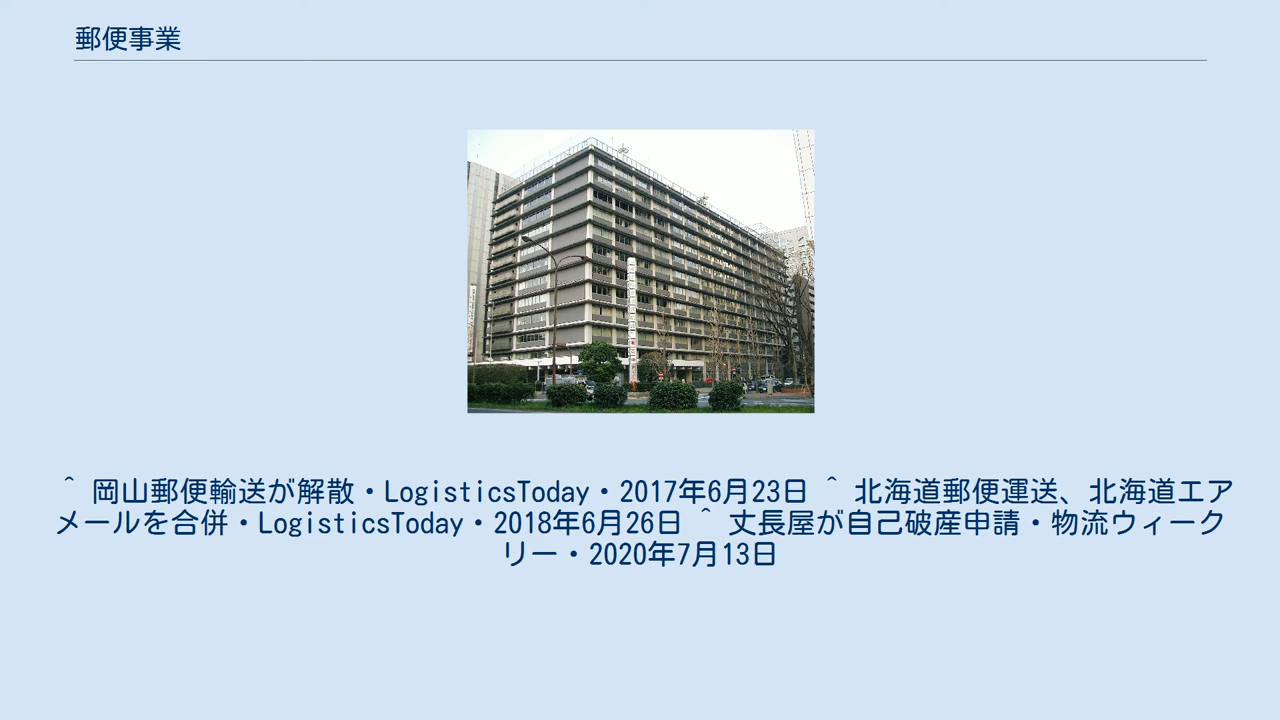 郵便事業
^ 岡山郵便輸送が解散・LogisticsToday・2017年6月23日 ^ 北海道郵便運送、北海道エア
メールを合併・LogisticsToday・2018年6月26日 ^ 丈長屋が自己破産申請・物流ウィーク
リー・2020年7月13日